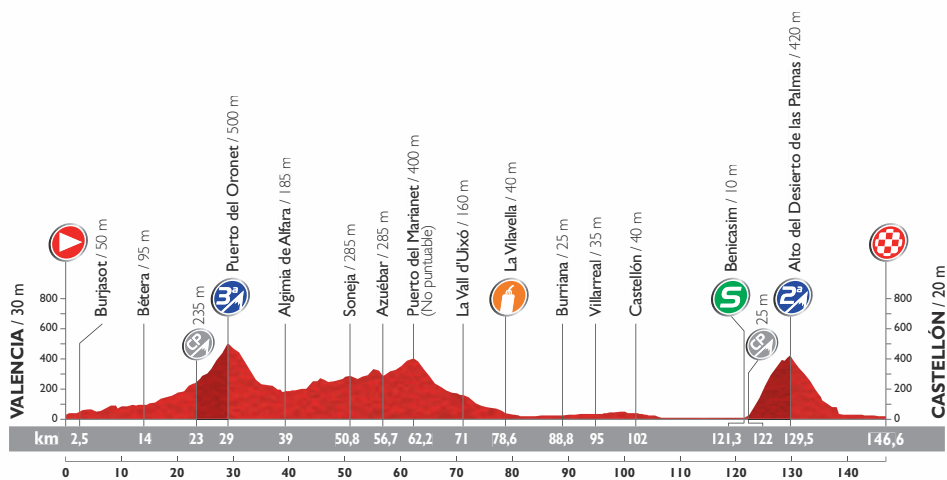 VALENCIA / 30 m
Burjasot / 50 m
Bétera / 95 m
CP
235 m
3ª
Puerto del Oronet / 500 m
Algimia de Alfara / 185 m
Soneja / 285 m
Azuébar / 285 m
Puerto del Marianet / 400 m
(No puntuable)
La Vall d'Uixó / 160 m
La Vilavella / 40 m
Burriana / 25 m
Villarreal / 35 m
Castellón / 40 m
S
Benicasim / 10 m
CP
25 m
2ª
Alto del Desierto de las Palmas / 420 m
CASTELLÓN / 20 m
800
600
400
200
0
800
600
400
200
0
km 2,5 14 23 29 39 50,8 56,7 62,2 71 78,6 88,8 95 102 121,3 122 129,5 146,6
0 10 20 30 40 50 60 70 80 90 100 110 120 130 140